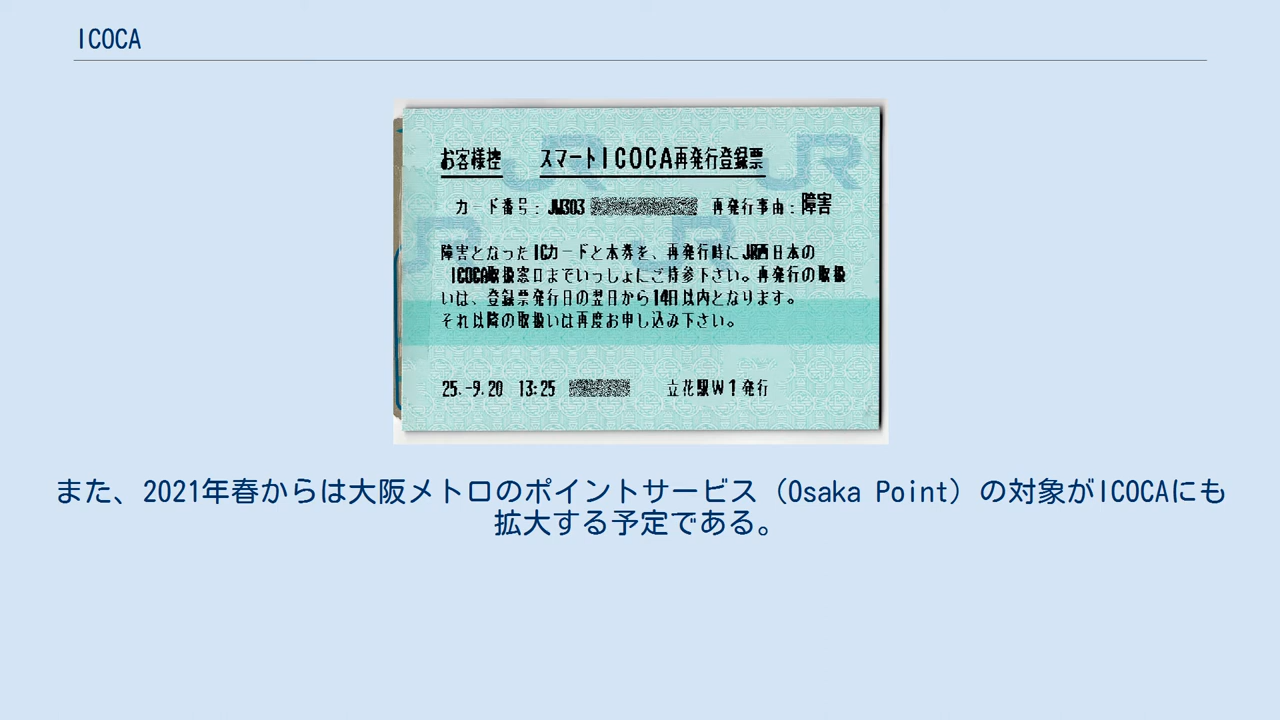 ICOCA
お客様控 スマートICOCA再発行登録票
カード番号：JW303 再発行事由：障害
障害となったICカードと本券を、再発行時にJR西日本の
ICOCA取扱窓口までいっしょにご持参下さい。再発行の取扱
いは、登録票発行日の翌日から14日以内となります。
それ以降の取扱いは再度お申し込み下さい。
25.-9.20 13:25 立花駅W1発行
また、2021年春からは大阪メトロのポイントサービス（Osaka Point）の対象がICOCAにも
拡大する予定である。